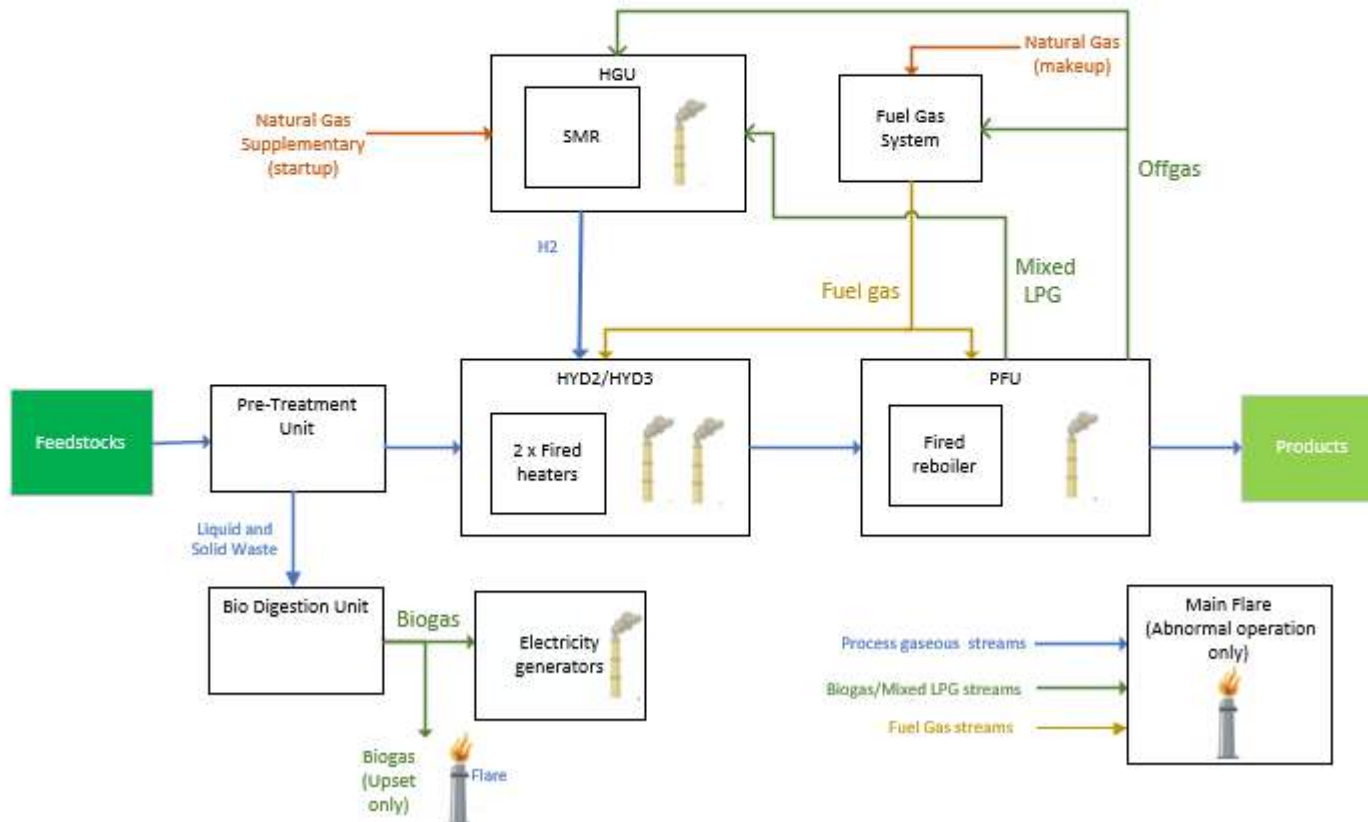 HGU
SMR
Natural Gas
Supplementary
(startup)
Natural Gas
(makeup)
Fuel Gas
System
Offgas
H2
Fuel gas
Mixed
LPG
Feedstocks
Pre-Treatment
Unit
HYD2/HYD3
2 x Fired
heaters
PFU
Fired
reboiler
Products
Liquid and
Solid Waste
Bio Digestion Unit
Biogas
Electricity
generators
Biogas
(Upset
only)
Flare
Process gaseous streams
Biogas/Mixed LPG streams
Fuel Gas streams
Main Flare
(Abnormal operation
only)